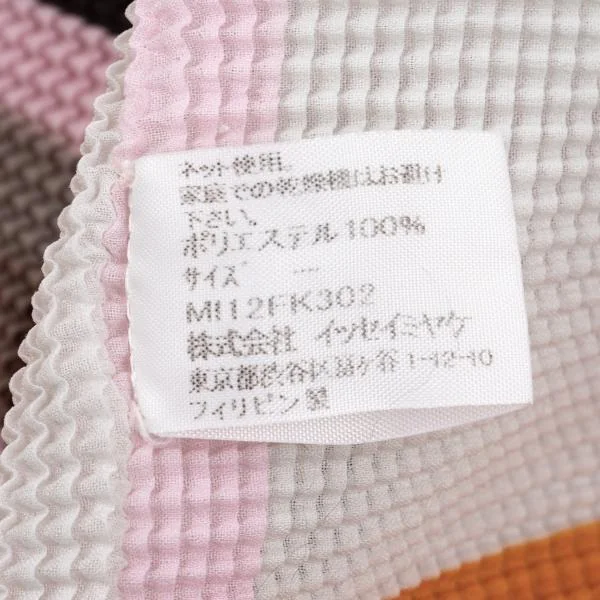 ネット使用。
家庭での乾燥機はお避け
下さい。
ポリエステル100%
サイズ ----
MI12FK302
株式会社 イッセイミヤケ
東京都渋谷区富ヶ谷1-42-10
フィリピン製